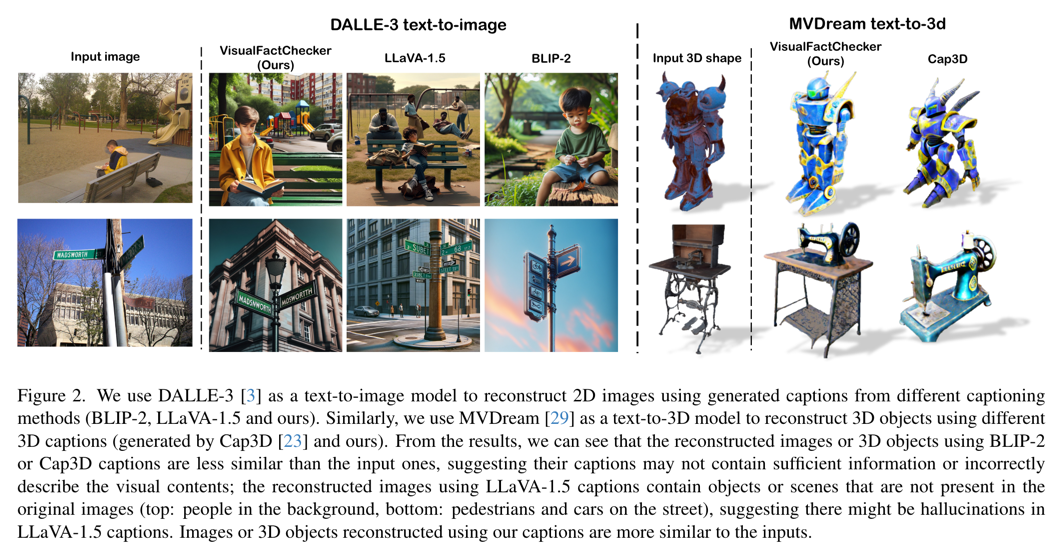 DALLE-3 text-to-image
MVDream text-to-3d
Input image
VisualFactChecker
(Ours)
LLaVA-1.5
BLIP-2
Input 3D shape
VisualFactChecker
(Ours)
Cap3D
WADSWORTH
MADSHWORTH
MOSWORTTH
Figure 2. We use DALLE-3 [3] as a text-to-image model to reconstruct 2D images using generated captions from different captioning
methods (BLIP-2, LLaVA-1.5 and ours). Similarly, we use MVDream [29] as a text-to-3D model to reconstruct 3D objects using different
3D captions (generated by Cap3D [23] and ours). From the results, we can see that the reconstructed images or 3D objects using BLIP-2
or Cap3D captions are less similar than the input ones, suggesting their captions may not contain sufficient information or incorrectly
describe the visual contents; the reconstructed images using LLaVA-1.5 captions contain objects or scenes that are not present in the
original images (top: people in the background, bottom: pedestrians and cars on the street), suggesting there might be hallucinations in
LLaVA-1.5 captions. Images or 3D objects reconstructed using our captions are more similar to the inputs.